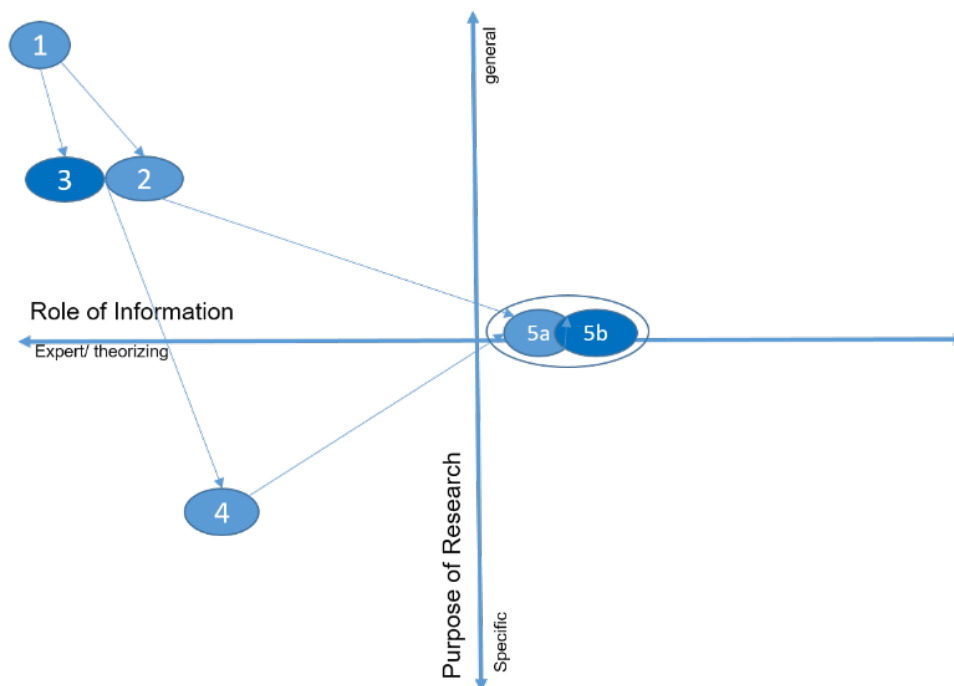 1
general
3
2
Role of Information
Expert/ theorizing
5a
5b
4
Purpose of Research
Specific